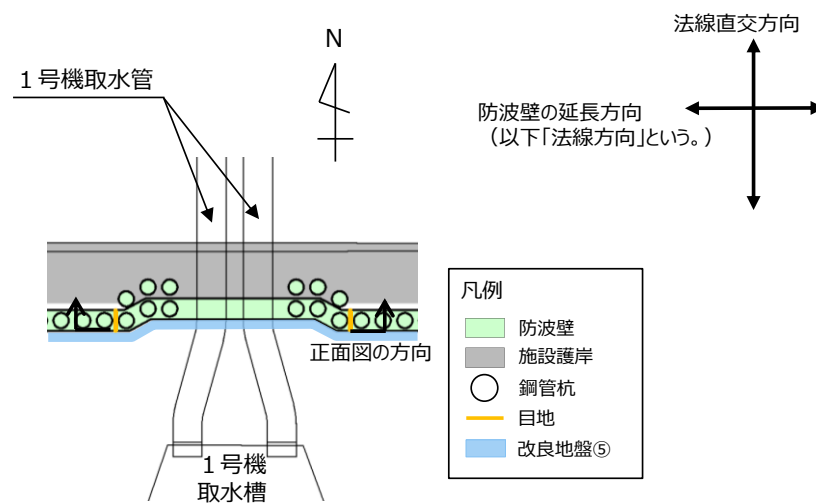 法線直交方向
N
1号機取水管
防波壁の延長方向
（以下「法線方向」という。）
凡例
防波壁
施設護岸
鋼管杭
目地
改良地盤⑤
正面図の方向
1号機
取水槽